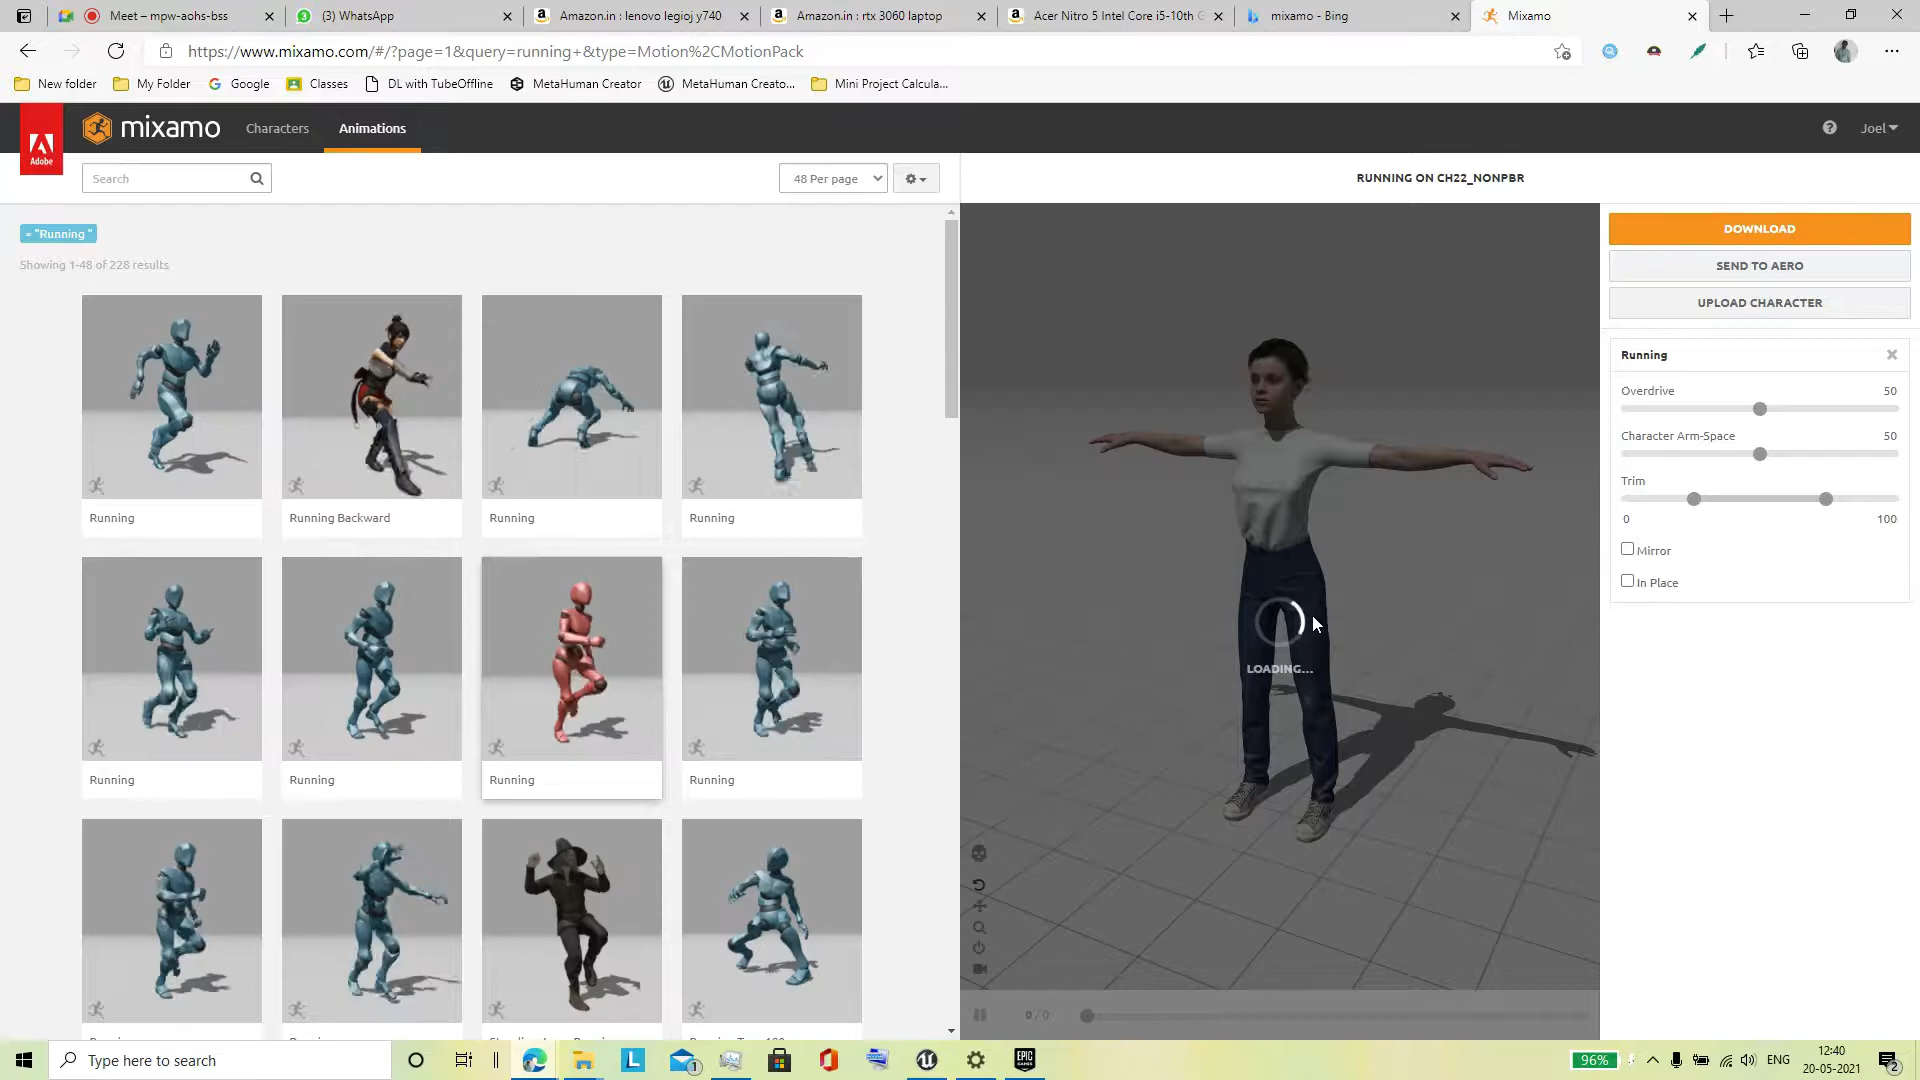 Meet – mpw-aohs-bss
(3) WhatsApp
Amazon.in : lenovo legioj y740
Amazon.in : rtx 3060 laptop
Acer Nitro 5 Intel Core i5-10th G
mixamo - Bing
Mixamo
https://www.mixamo.com/#/?page=1&query=running+&type=Motion%2CMotionPack
New folder
My Folder
Google
Classes
DL with TubeOffline
MetaHuman Creator
MetaHuman Creato...
Mini Project Calcula...
Adobe
mixamo
Characters
Animations
Joel
Search
48 Per page
RUNNING ON CH22_NONPBR
× "Running "
Showing 1-48 of 228 results
DOWNLOAD
SEND TO AERO
UPLOAD CHARACTER
Running
Overdrive 50
Character Arm-Space 50
Trim
0 100
Mirror
In Place
Running
Running Backward
Running
Running
Running
Running
Running
Running
LOADING...
0 / 0
Type here to search
96%
ENG
12:40
20-05-2021